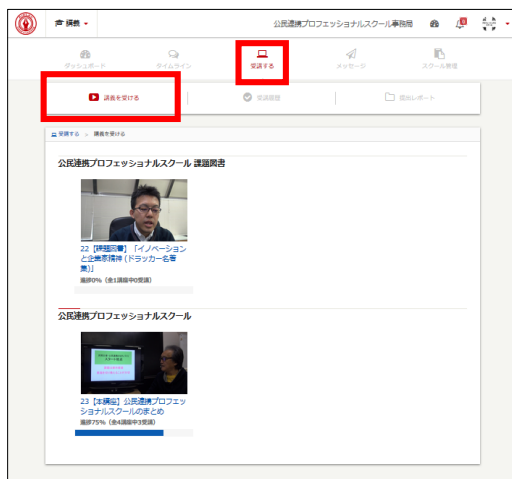 講義
公民連携プロフェッショナルスクール事務局
ダッシュボード
タイムライン
受講する
メッセージ
スクール管理
講義を受ける
受講履歴
提出レポート
受講する > 講義を受ける
公民連携プロフェッショナルスクール 課題図書
22【課題図書】「イノベーション
と企業家精神 (ドラッカー名著
集)」
進捗0%（全1講座中0受講）
公民連携プロフェッショナルスクール
23【本講座】公民連携プロフェッ
ショナルスクールのまとめ
進捗75%（全4講座中3受講）